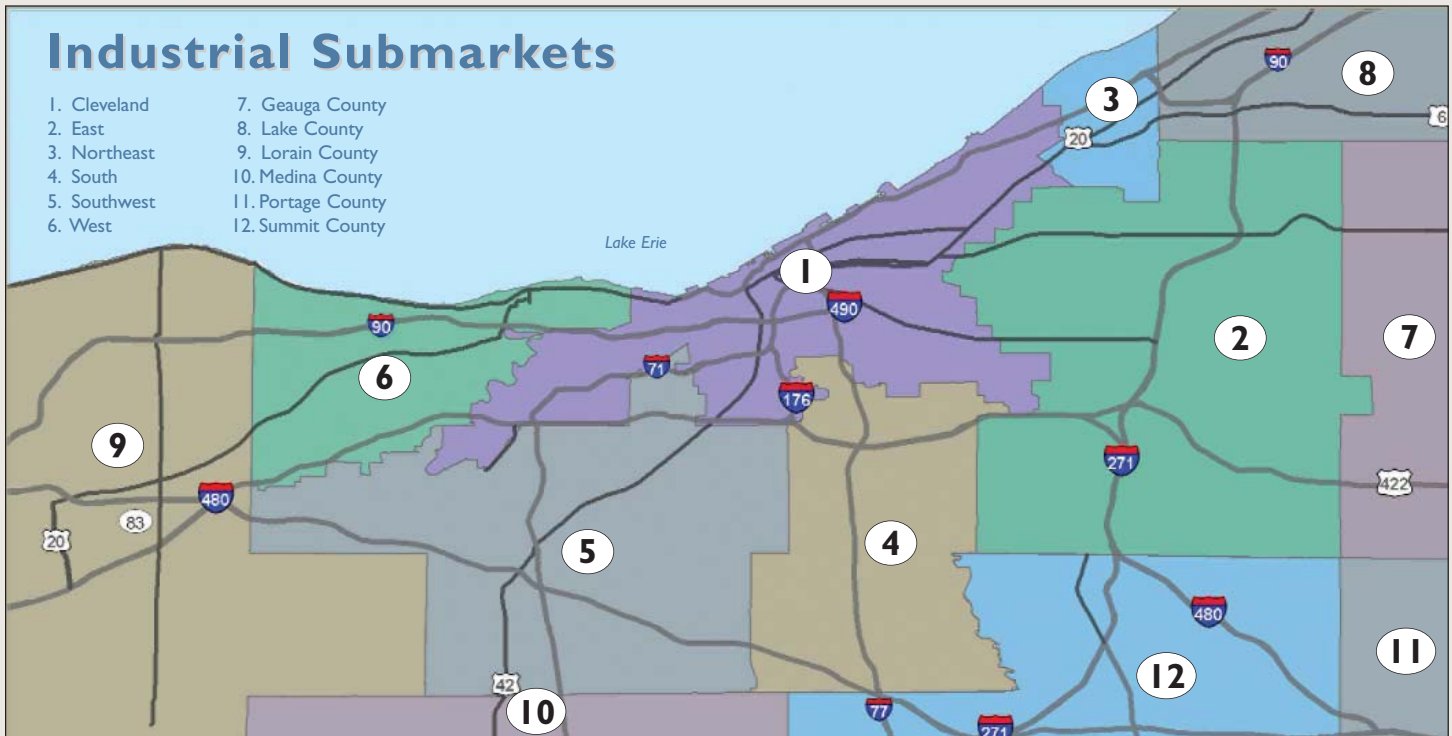 Industrial Submarkets
1. Cleveland
2. East
3. Northeast
4. South
5. Southwest
6. West
7. Geauga County
8. Lake County
9. Lorain County
10. Medina County
11. Portage County
12. Summit County
Lake Erie
90
8
3
6
20
1
490
90
2
7
71
6
176
9
271
422
480
83
20
5
4
480
11
12
42
10
77
271